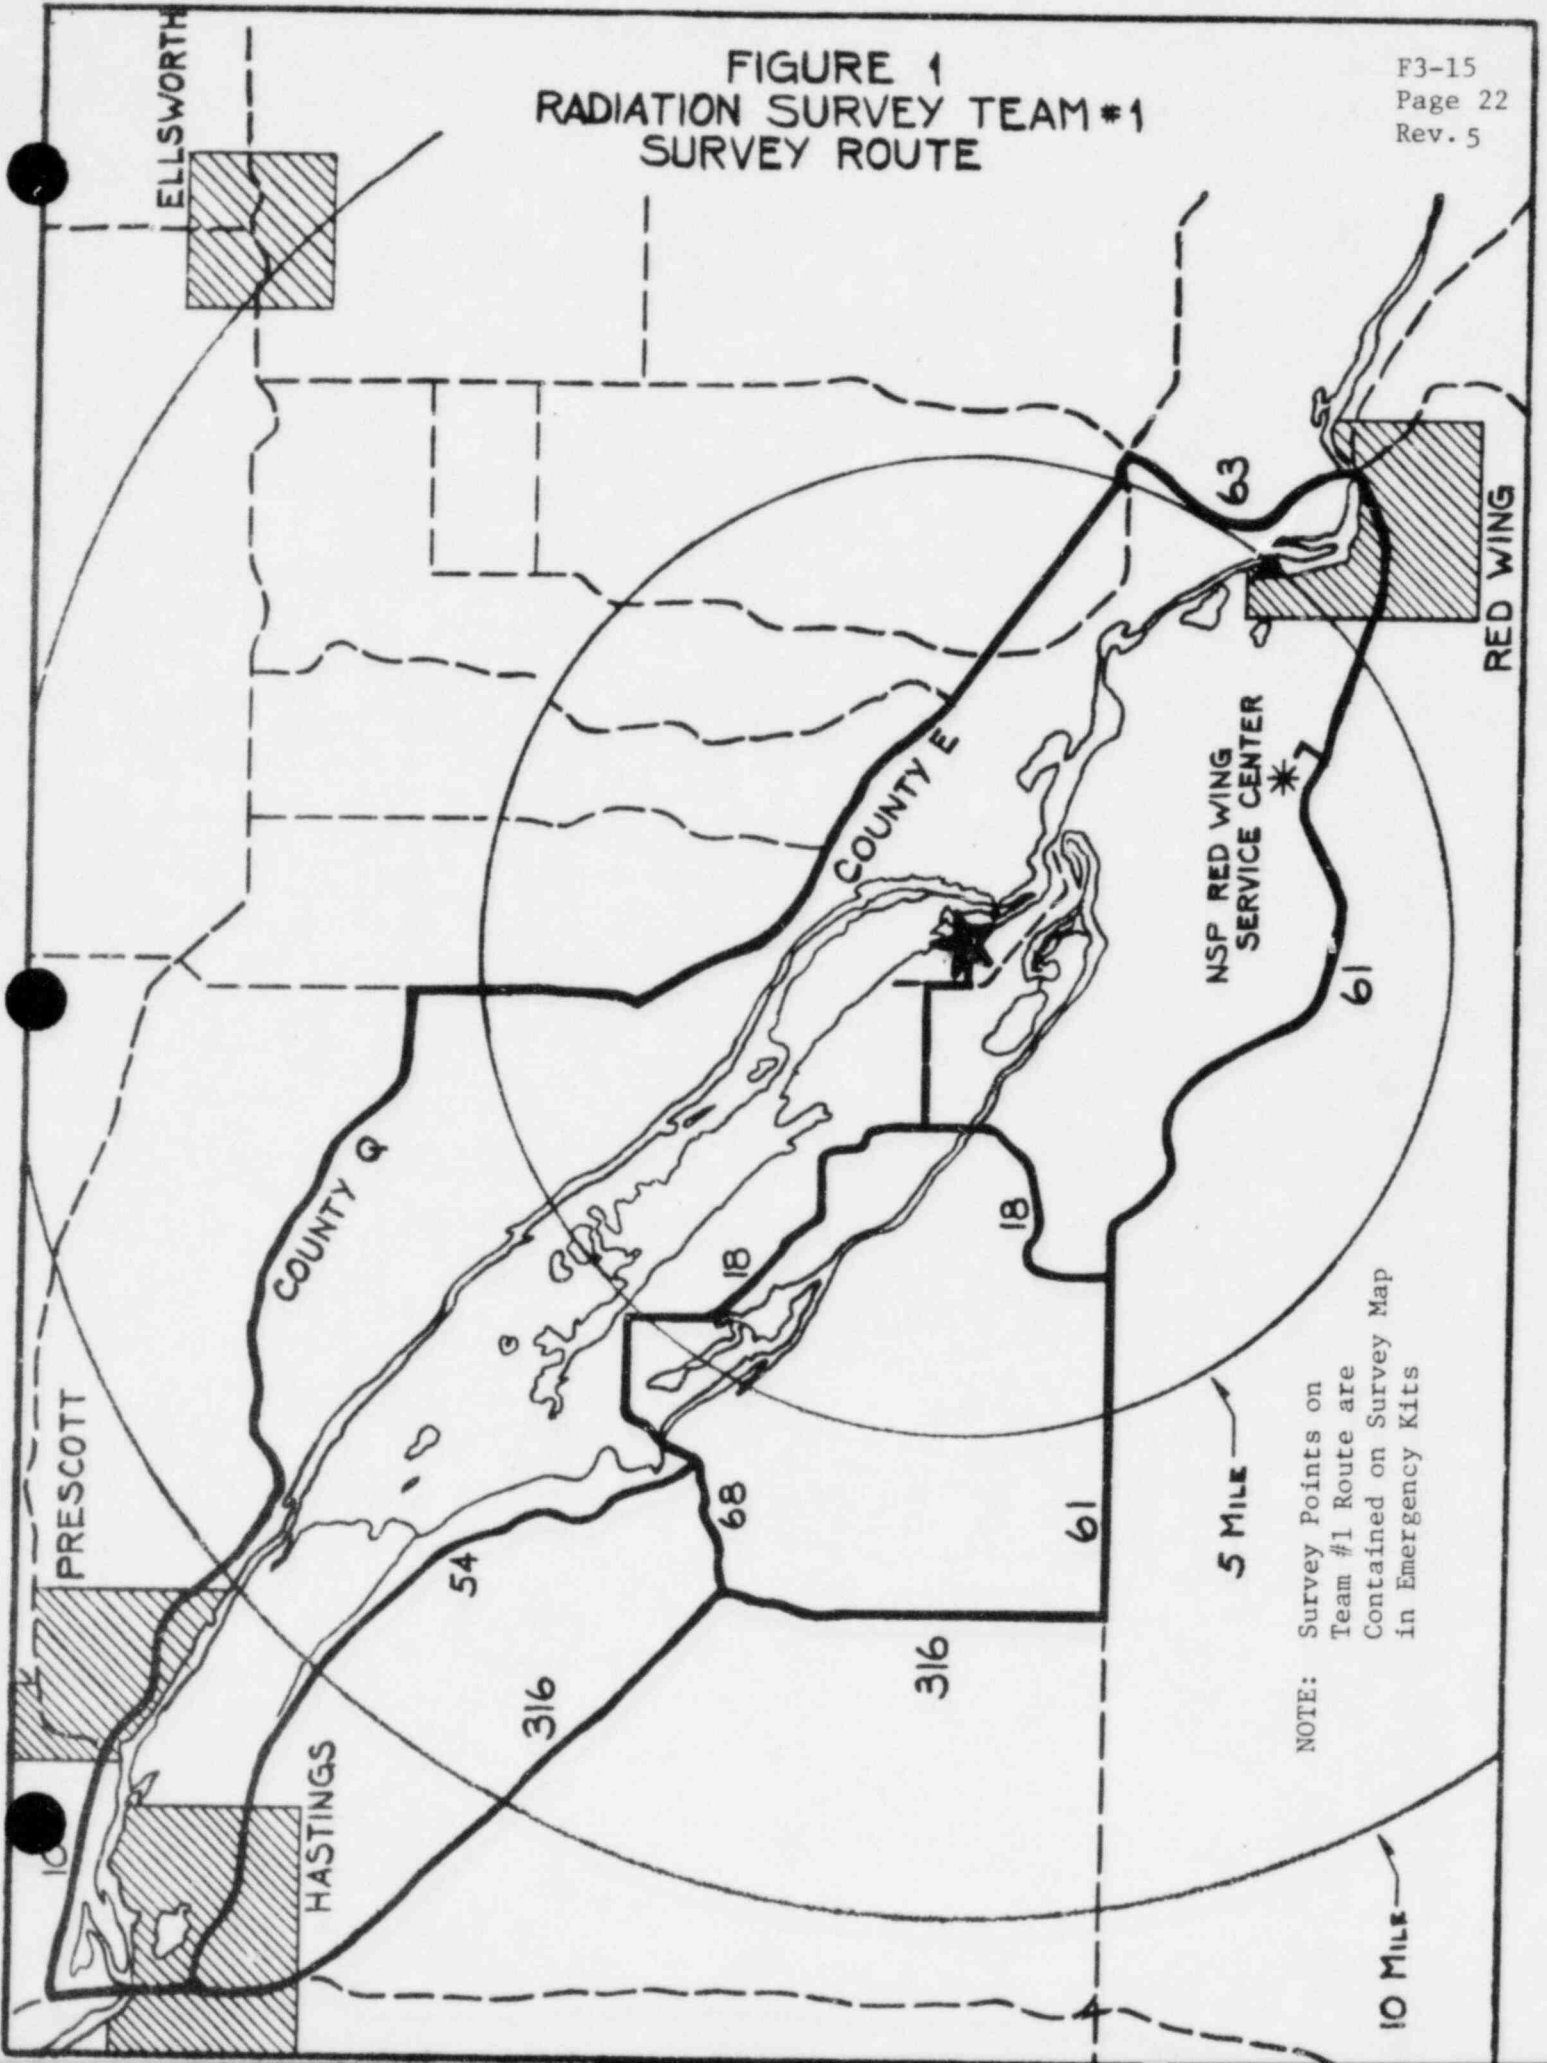 FIGURE 1
RADIATION SURVEY TEAM #1
SURVEY ROUTE
F3-15
Page 22
Rev. 5
ELLSWORTH
63
RED WING
COUNTY E
NSP RED WING
SERVICE CENTER
61
COUNTY Q
18
18
PRESCOTT
54
68
61
5 MILE
316
316
HASTINGS
10
10 MILE
NOTE: Survey Points on
Team #1 Route are
Contained on Survey Map
in Emergency Kits